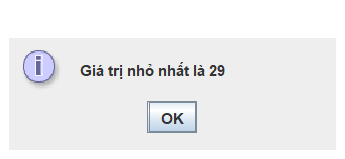 Giá trị nhỏ nhất là 29
OK